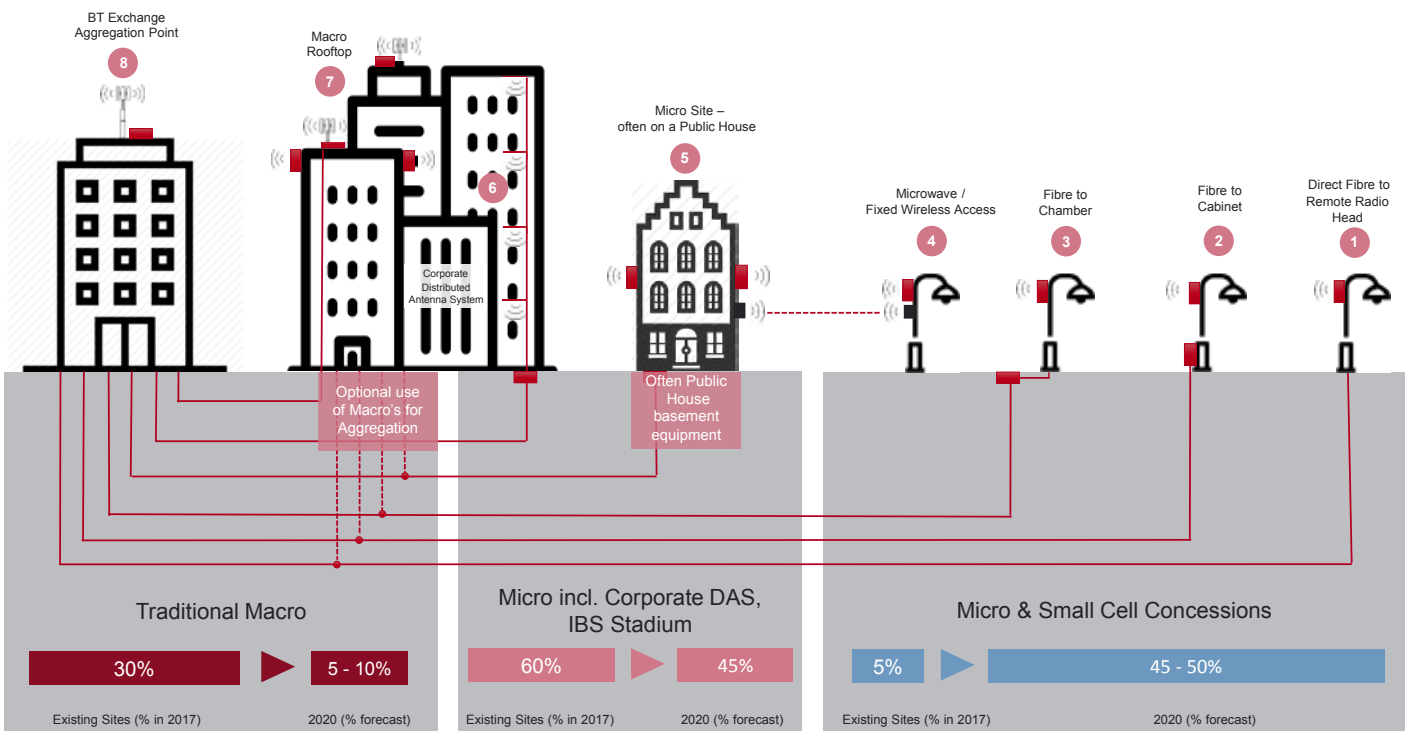 BT Exchange
Aggregation Point
8
Macro
Rooftop
7
6
Corporate
Distributed
Antenna System
Micro Site –
often on a Public House
5
Microwave /
Fixed Wireless Access
4
Fibre to
Chamber
3
Fibre to
Cabinet
2
Direct Fibre to
Remote Radio
Head
1
Optional use
of Macro's for
Aggregation
Often Public
House
basement
equipment
Traditional Macro
30%
5 - 10%
Existing Sites (% in 2017)
2020 (% forecast)
Micro incl. Corporate DAS,
IBS Stadium
60%
45%
Existing Sites (% in 2017)
2020 (% forecast)
Micro & Small Cell Concessions
5%
45 - 50%
Existing Sites (% in 2017)
2020 (% forecast)